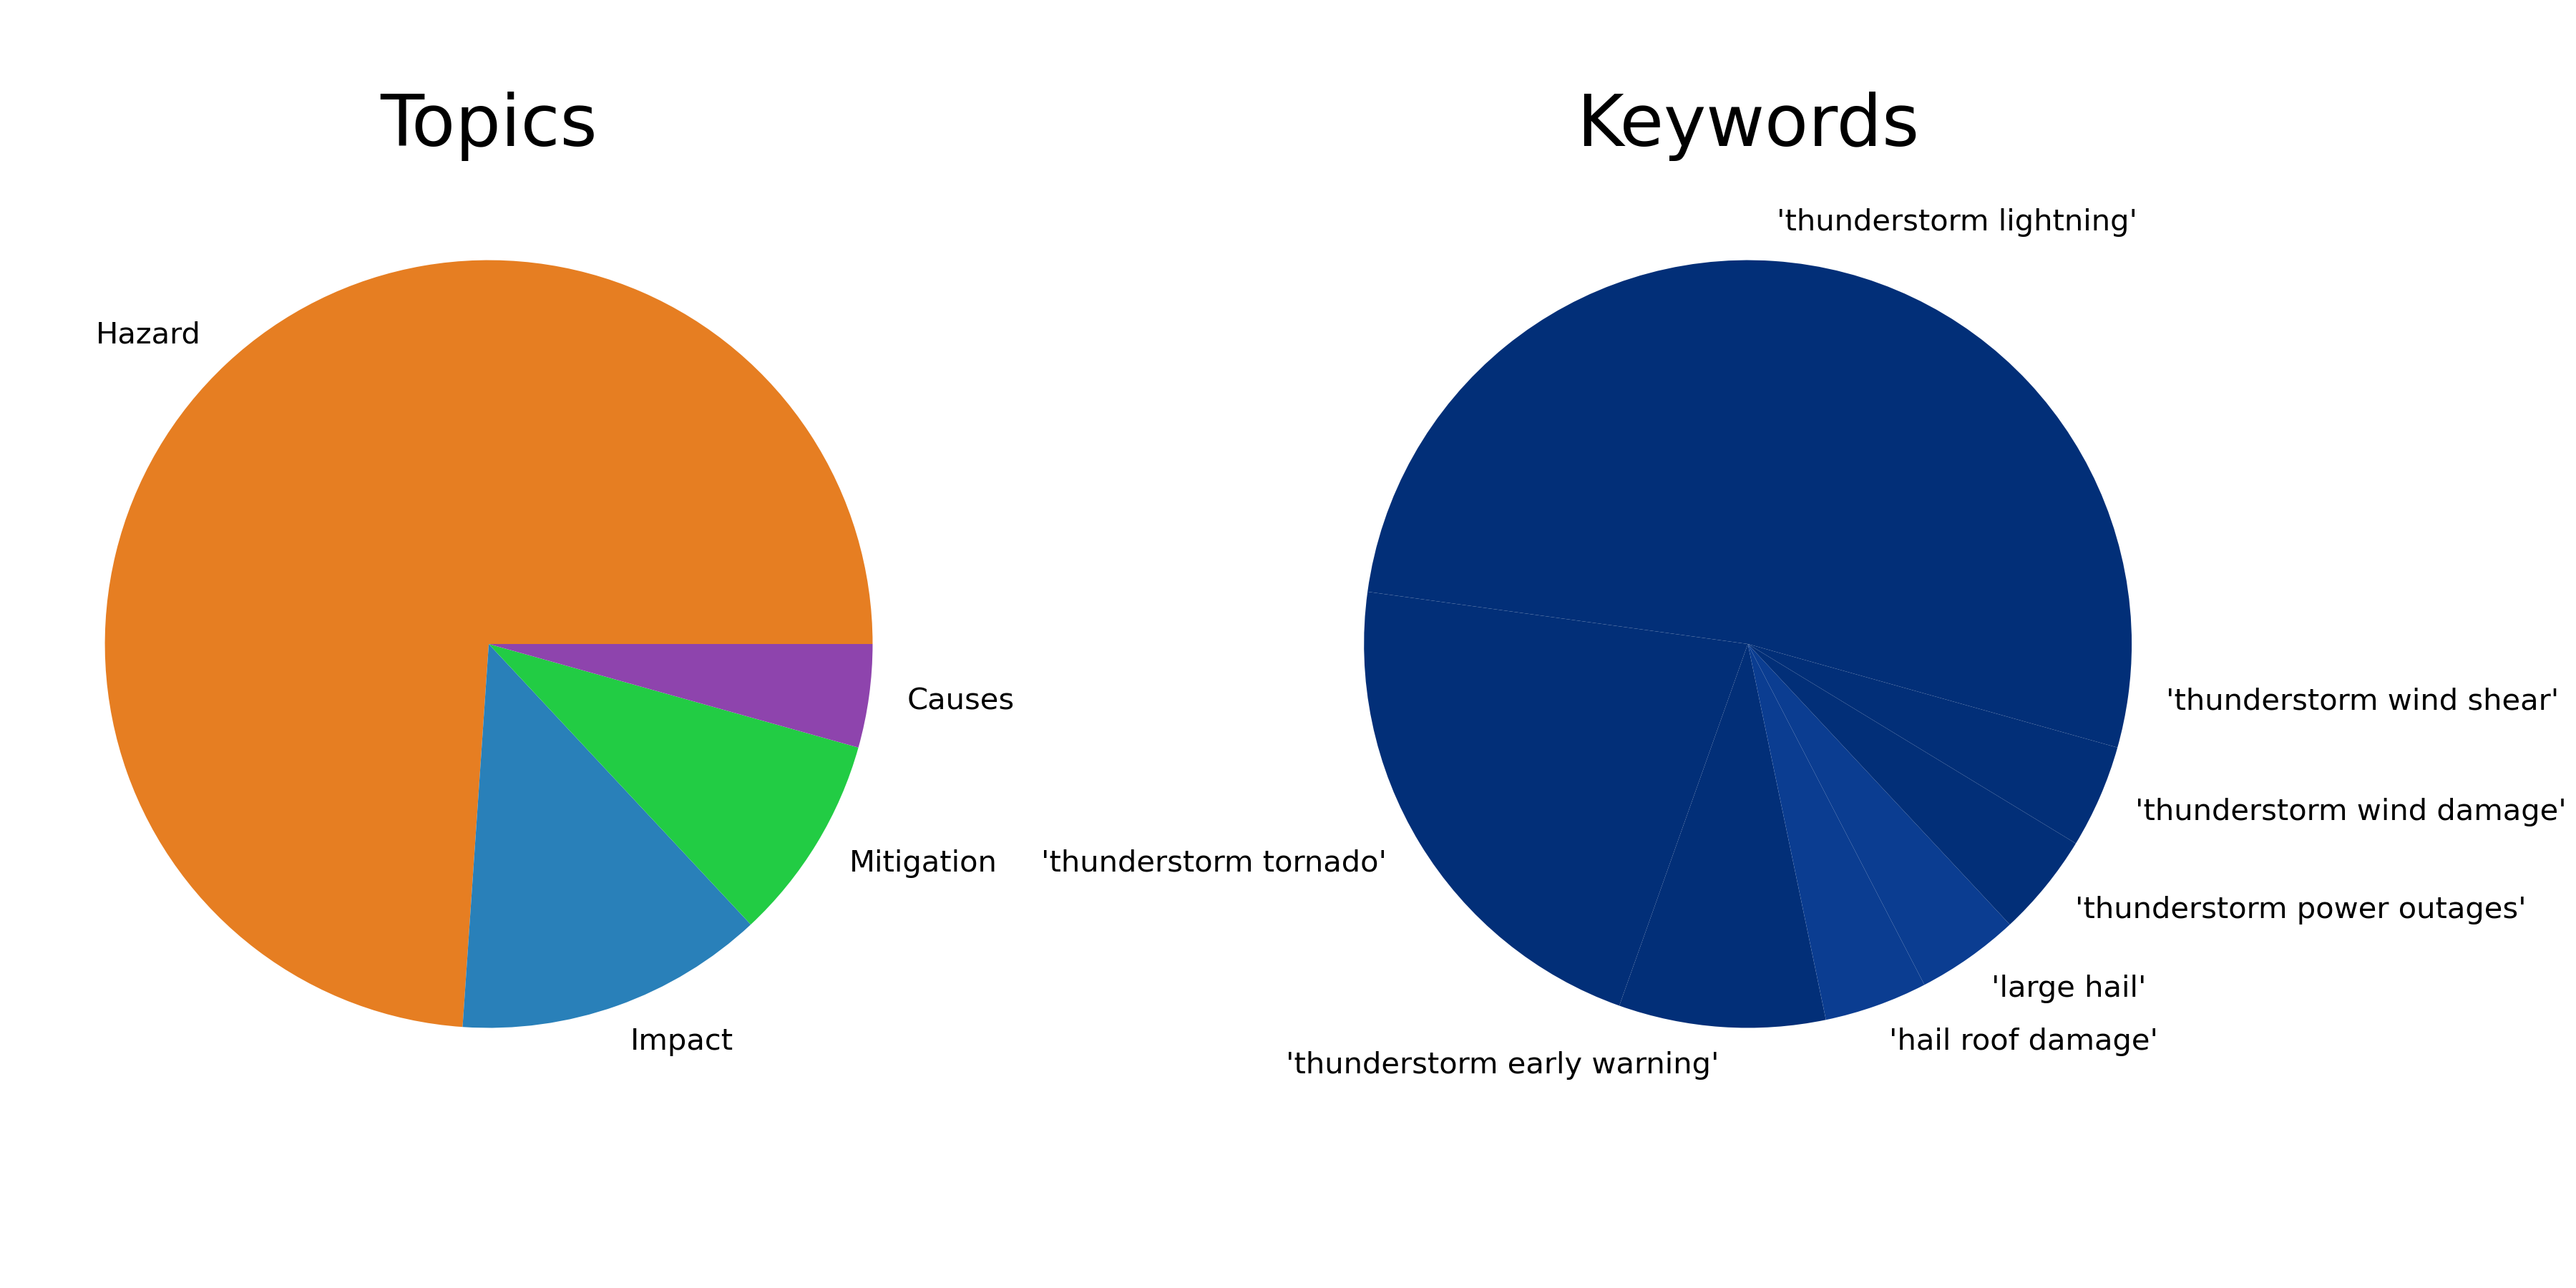 Topics
Hazard
Causes
Mitigation
Impact
Keywords
'thunderstorm lightning'
'thunderstorm wind shear'
'thunderstorm wind damage'
'thunderstorm tornado'
'thunderstorm power outages'
'large hail'
'hail roof damage'
'thunderstorm early warning'